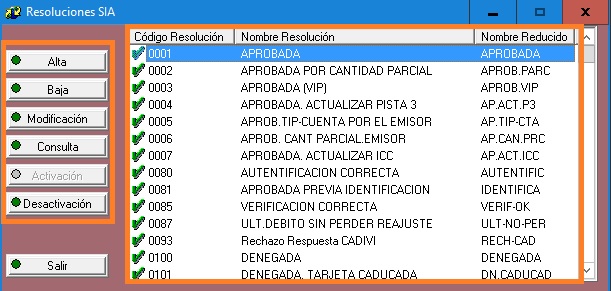 Resoluciones SIA
Alta
Baja
Modificación
Consulta
Activación
Desactivación
Salir
Código Resolución Nombre Resolución Nombre Reducido
0001 APROBADA APROBADA
0002 APROBADA POR CANTIDAD PARCIAL APROB.PARC
0003 APROBADA (VIP) APROB.VIP
0004 APROBADA. ACTUALIZAR PISTA 3 AP.ACT.P3
0005 APROB.TIP-CUENTA POR EL EMISOR AP.TIP-CTA
0006 APROB. CANT PARCIAL.EMISOR AP.CAN.PRC
0007 APROBADA. ACTUALIZAR ICC AP.ACT.ICC
0080 AUTENTIFICACION CORRECTA AUTENTIFIC
0081 APROBADA PREVIA IDENTIFICACION IDENTIFICA
0085 VERIFICACION CORRECTA VERIF-OK
0087 ULT.DEBITO SIN PERDER REAJUSTE ULT-NO-PER
0093 Rechazo Respuesta CADIVI RECH-CAD
0100 DENEGADA DENEGADA
0101 DENEGADA. TARJETA CADUCADA DN.CADUCAD